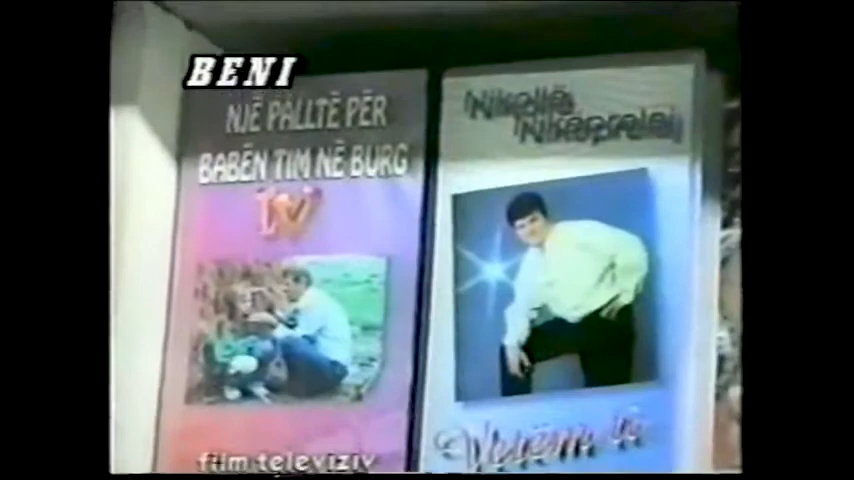 BENI
NJË PALLTË PËR
BABËN TIM NË BURG
tv
film televiziv
Nikollë
Nikprelaj